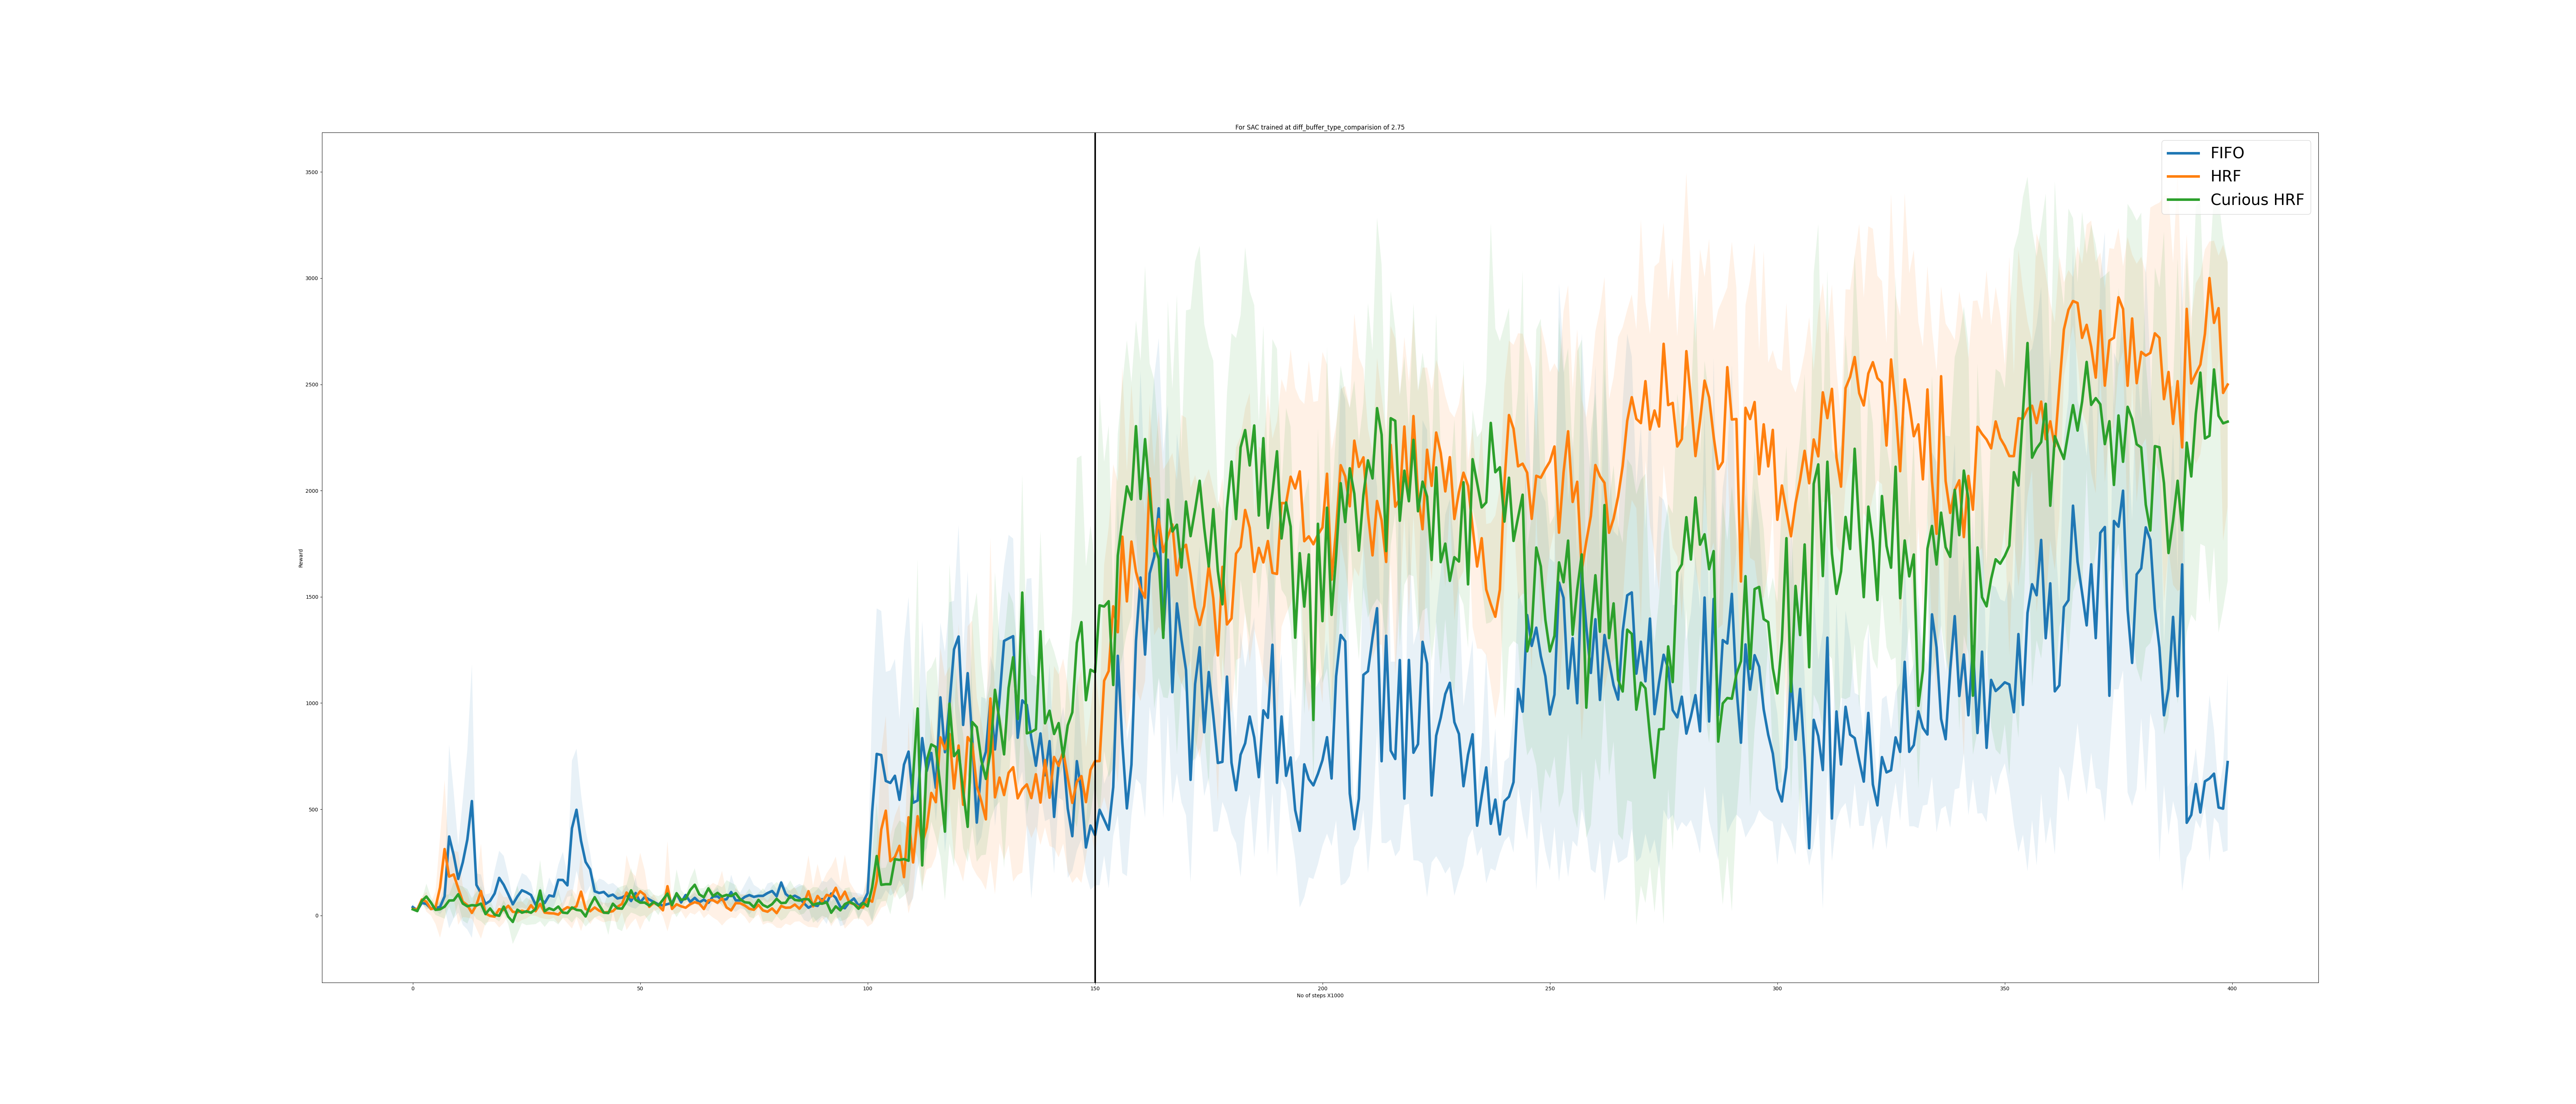 For SAC trained at diff_buffer_type_comparision of 2.75
FIFO
HRF
Curious HRF
3500
3000
2500
2000
1500
1000
500
0
Reward
0 50 100 150 200 250 300 350 400
No of steps X1000